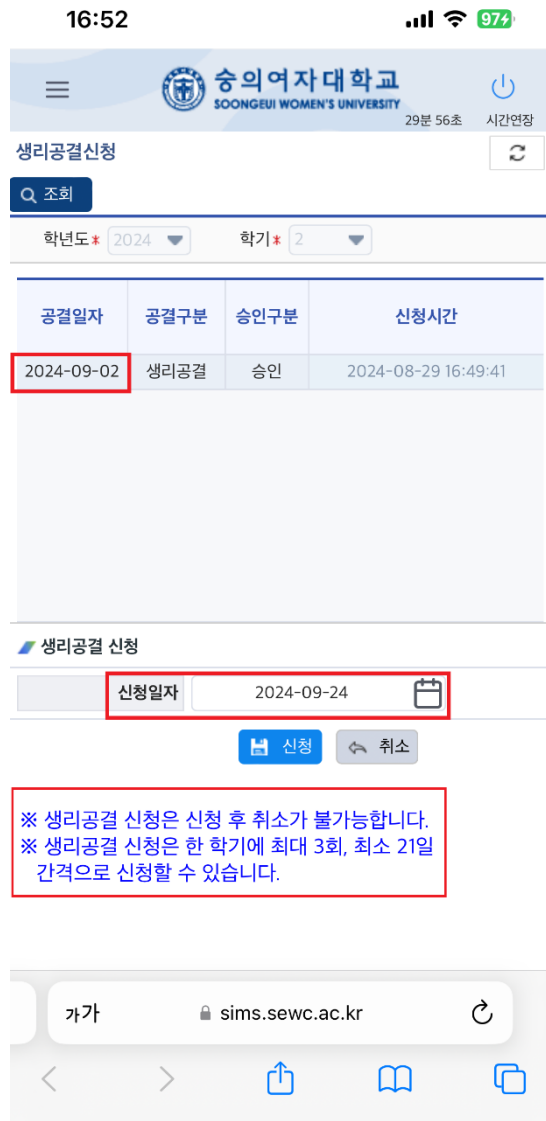 16:52
97
숭의여자대학교
SOONGEUI WOMEN'S UNIVERSITY
29분 56초 시간연장
생리공결신청
조회
학년도* 2024 학기* 2
공결일자 공결구분 승인구분 신청시간
2024-09-02 생리공결 승인 2024-08-29 16:49:41
생리공결 신청
신청일자 2024-09-24
신청 취소
※ 생리공결 신청은 신청 후 취소가 불가능합니다.
※ 생리공결 신청은 한 학기에 최대 3회, 최소 21일
간격으로 신청할 수 있습니다.
가가 sims.sewc.ac.kr